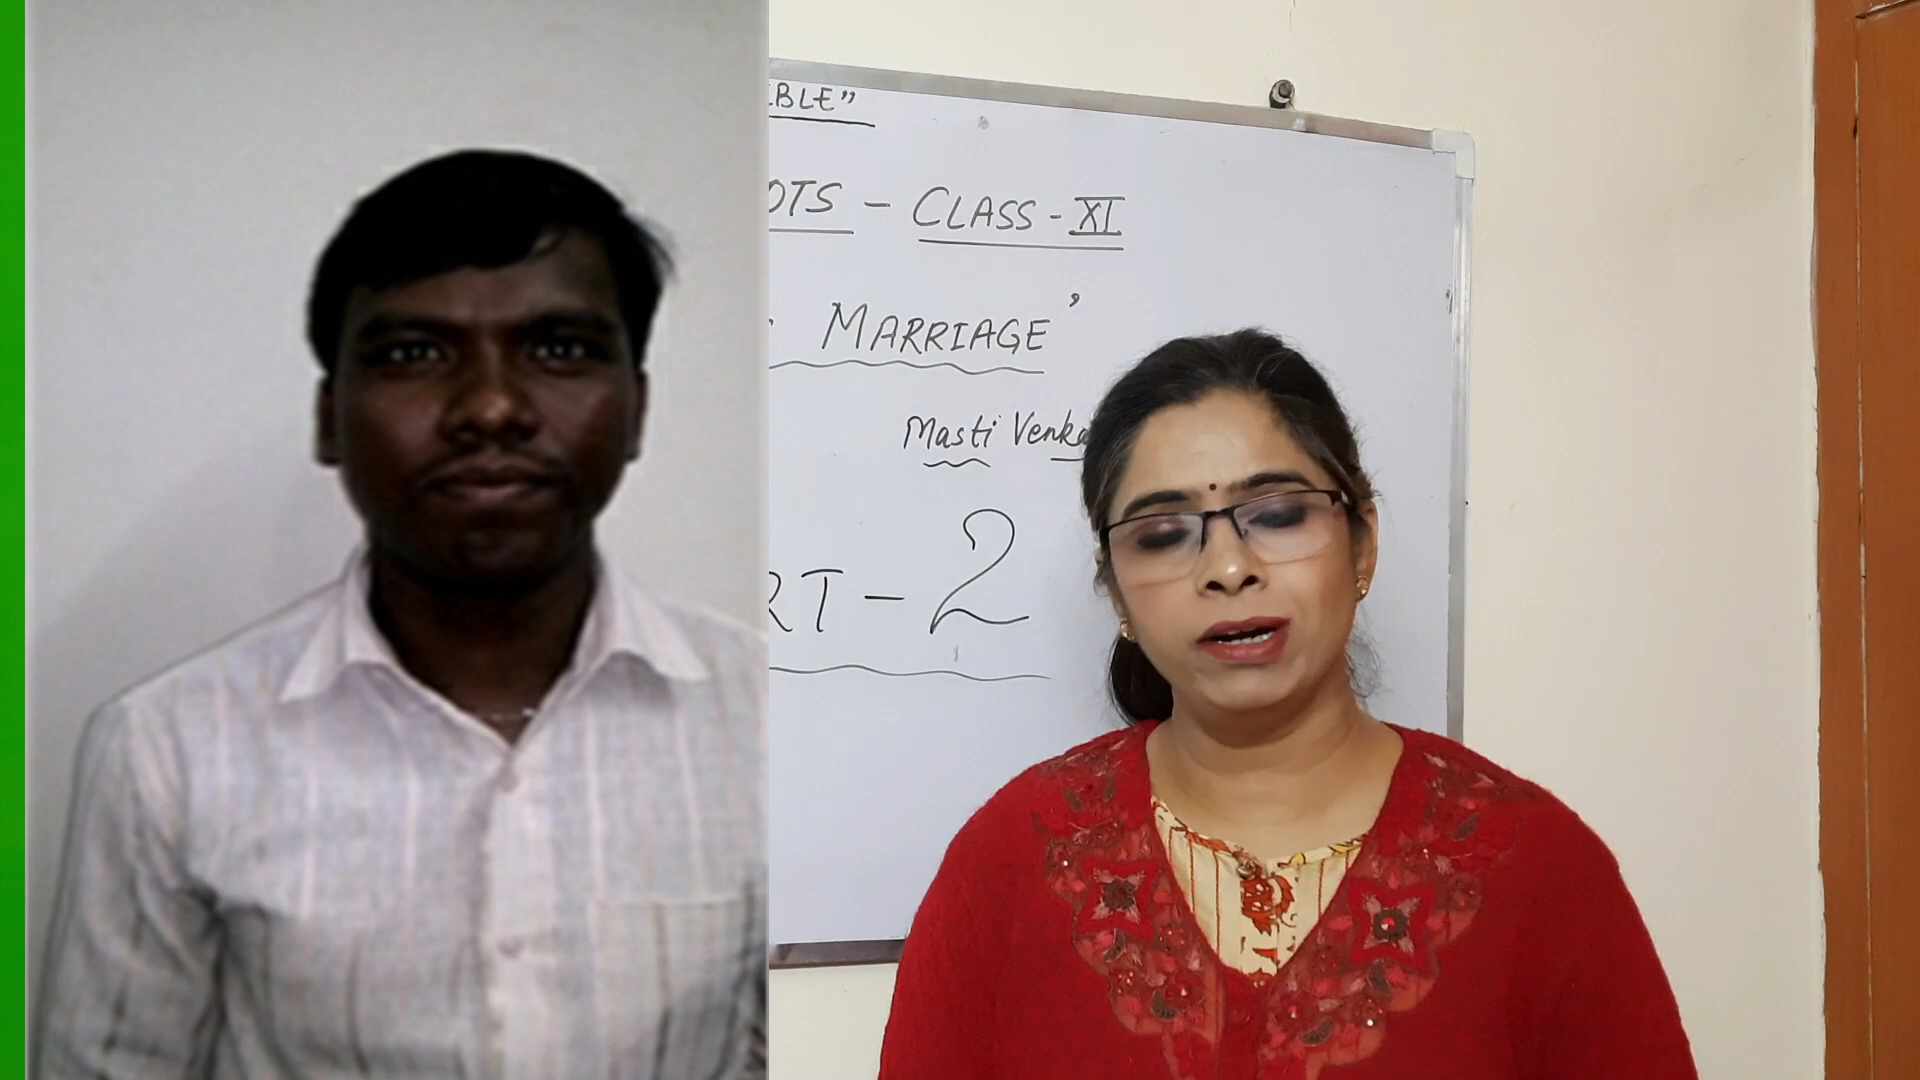 BLE"
OTS - CLASS - XI
MARRIAGE'
Masti Venka
RT - 2